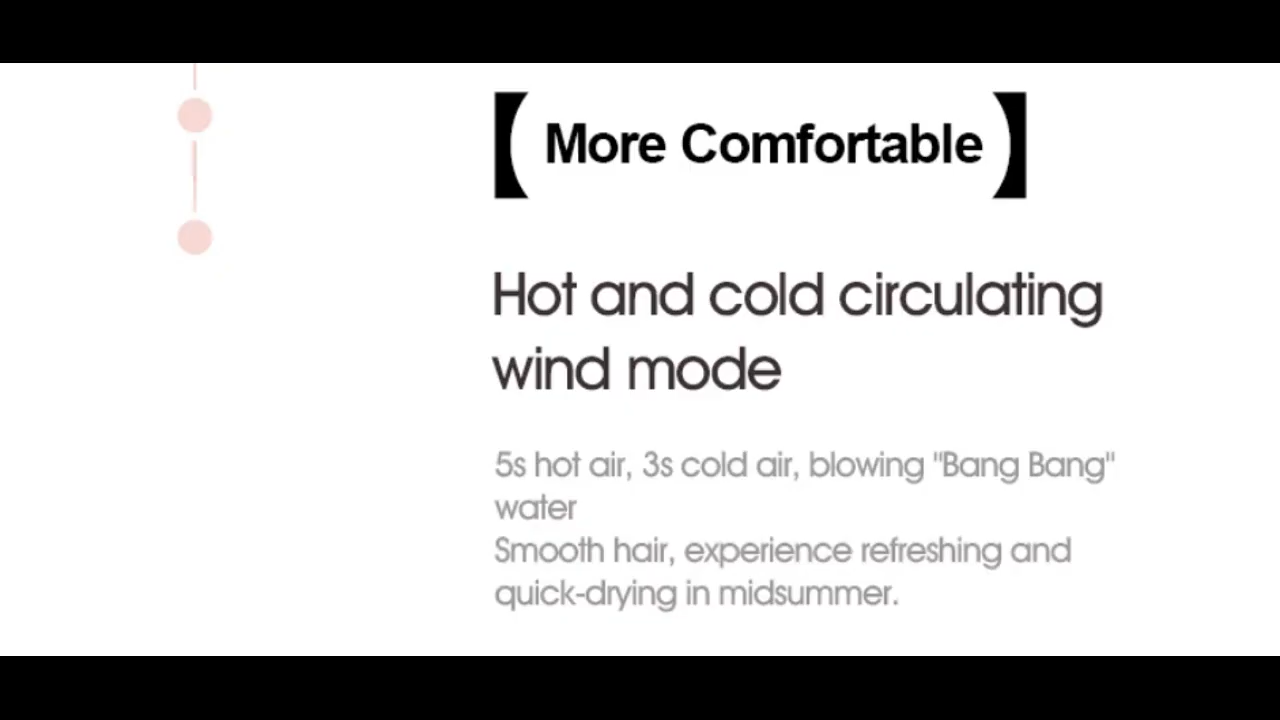 【More Comfortable】
Hot and cold circulating
wind mode
5s hot air, 3s cold air, blowing "Bang Bang"
water
Smooth hair, experience refreshing and
quick-drying in midsummer.